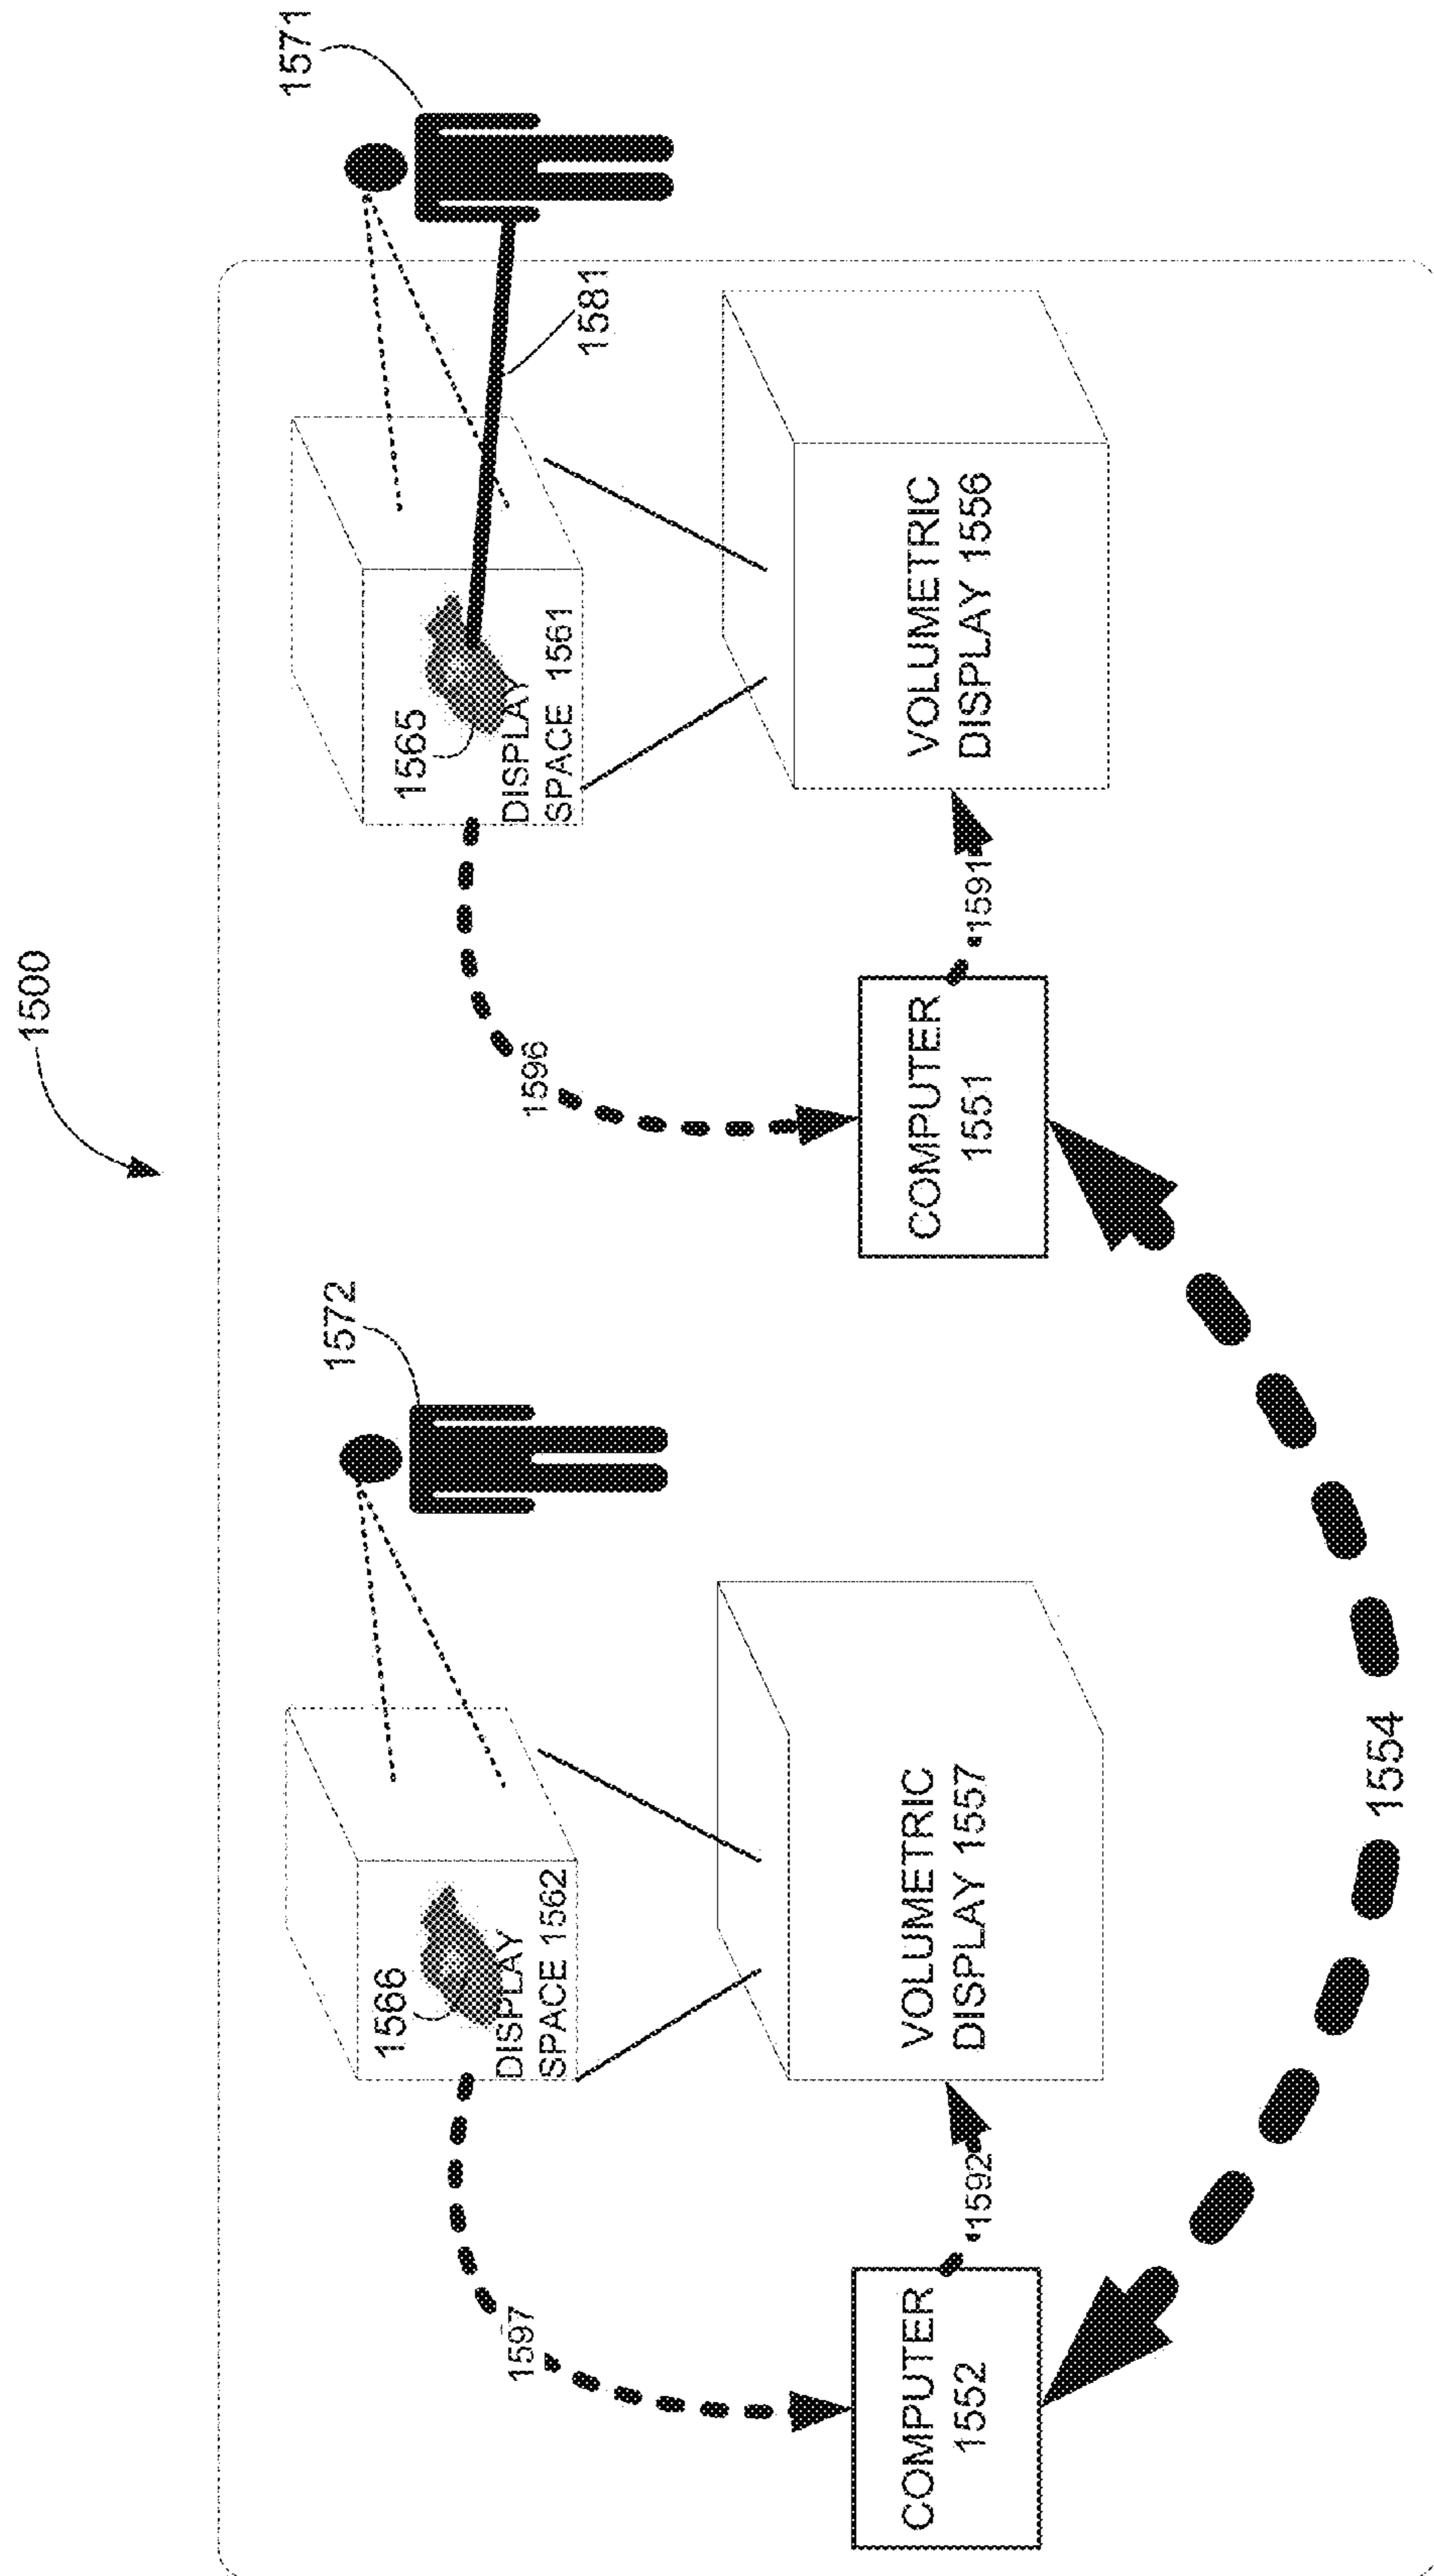 1500
1572
1571
1566
DISPLAY
SPACE 1562
1565
DISPLAY
SPACE 1561
1581
1597
1596
COMPUTER
1552
1592
VOLUMETRIC
DISPLAY 1557
COMPUTER
1551
1591
VOLUMETRIC
DISPLAY 1556
1554